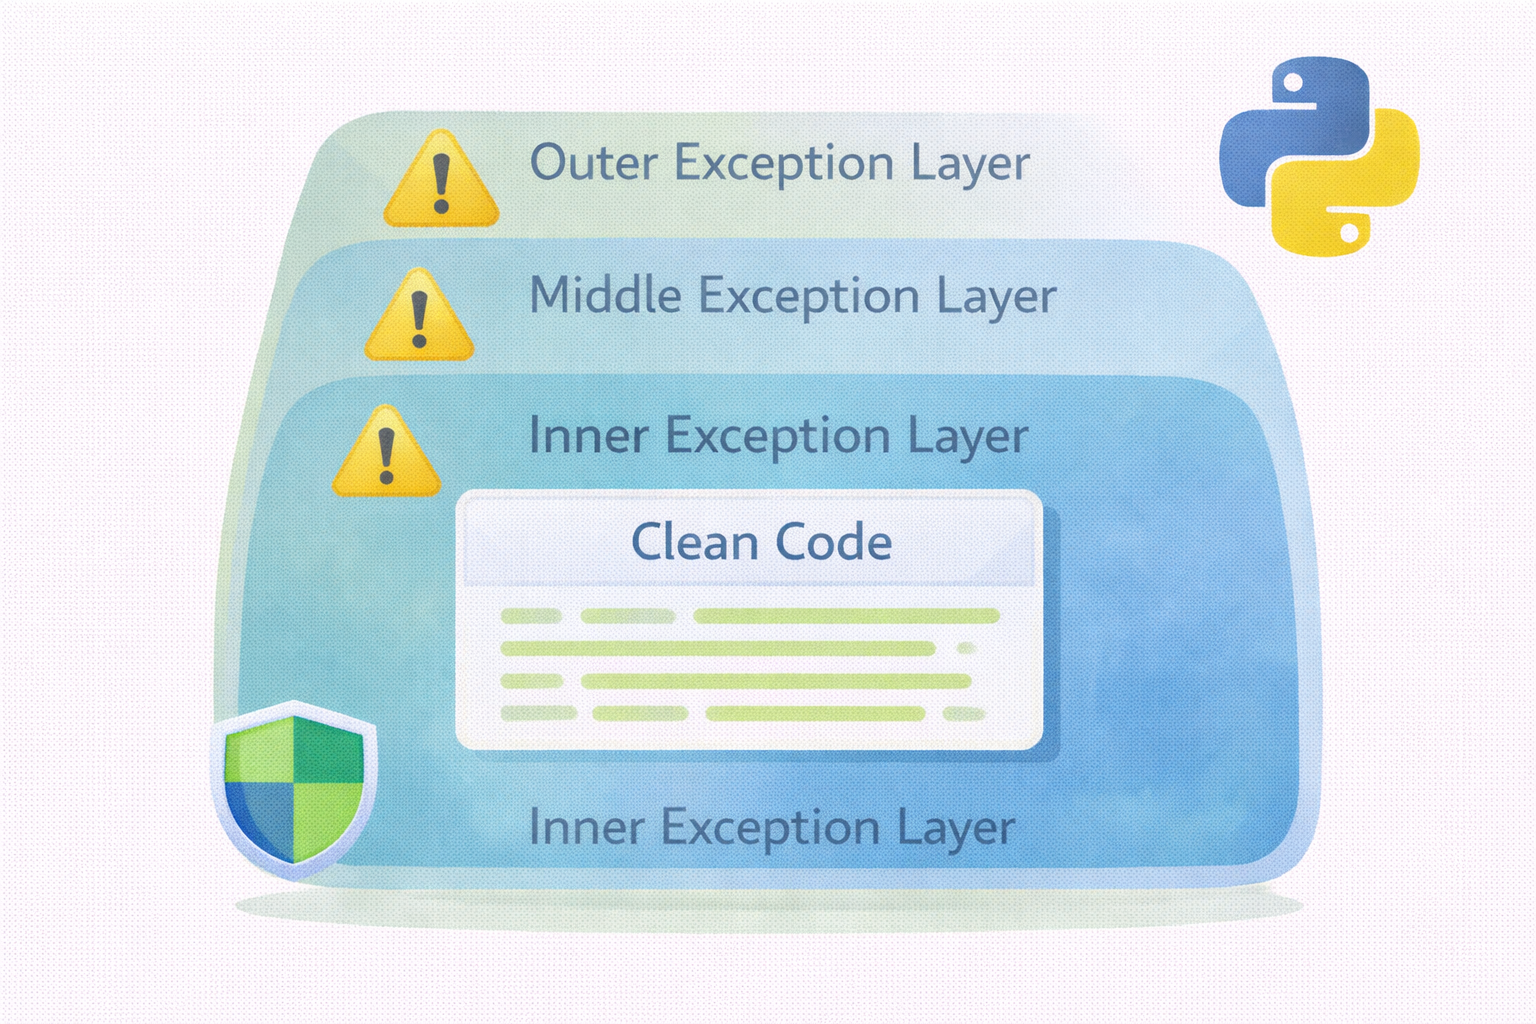 Outer Exception Layer
Middle Exception Layer
Inner Exception Layer
Clean Code
Inner Exception Layer